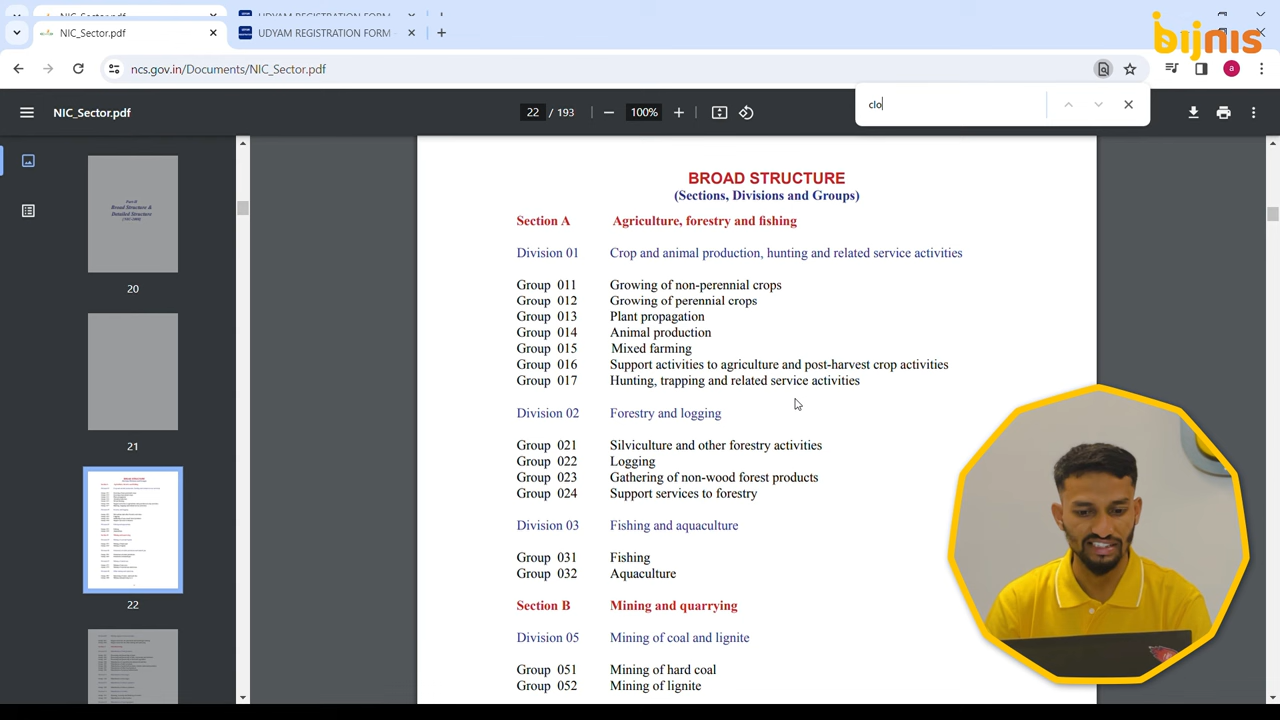 UDYAM REGISTRATION FORM
NIC_Sector.pdf
UDYAM REGISTRATION FORM
bijnis
ncs.gov.in/Documents/NIC_Sector.pdf
a
clo
NIC_Sector.pdf
22 / 193
100%
BROAD STRUCTURE
(Sections, Divisions and Groups)
Section A Agriculture, forestry and fishing
Division 01 Crop and animal production, hunting and related service activities
Group 011 Growing of non-perennial crops
Group 012 Growing of perennial crops
Group 013 Plant propagation
Group 014 Animal production
Group 015 Mixed farming
Group 016 Support activities to agriculture and post-harvest crop activities
Group 017 Hunting, trapping and related service activities
Division 02 Forestry and logging
Group 021 Silviculture and other forestry activities
Group 022 Logging
Group 023 Gathering of non-wood forest products
Group 024 Support services to forestry
Division 03 Fishing and aquaculture
Group 031 Fishing
Group 032 Aquaculture
Section B Mining and quarrying
Division 05 Mining of coal and lignite
Group 051 Mining of hard coal
Group 052 Mining of lignite
Broad Structure &
Detailed Structure
20
21
22